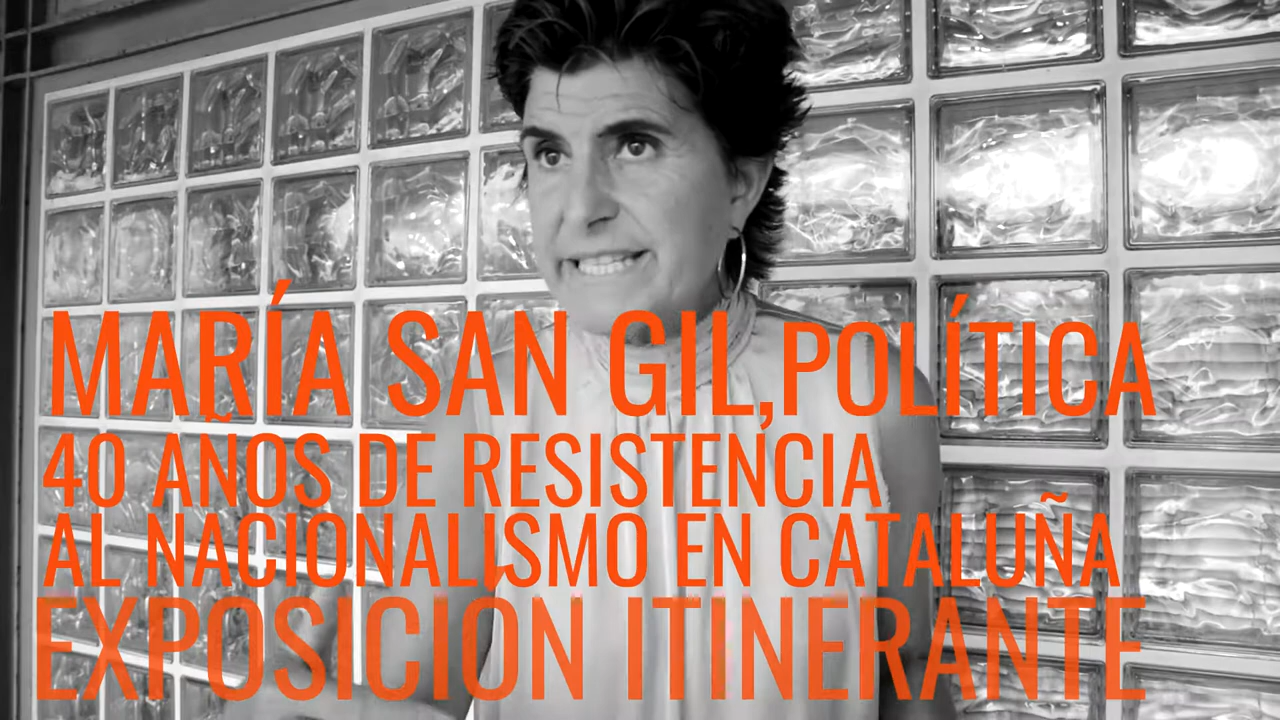 MARÍA SAN GIL, POLÍTICA
40 AÑOS DE RESISTENCIA
AL NACIONALISMO EN CATALUÑA
EXPOSICIÓN ITINERANTE